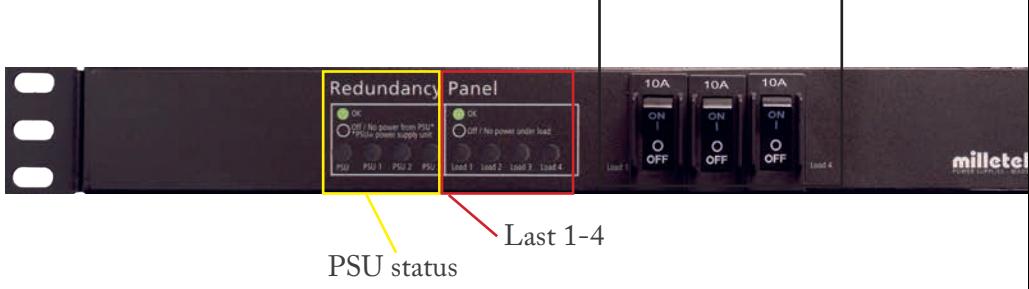 Redundancy Panel
OK
Off / No power from PSU*
*PSU= power supply unit
PSU PSU 1 PSU 2 PSU
OK
Off / No power under load
Load 1 Load 2 Load 3 Load 4
10A 10A 10A
ON ON ON
I I I
O O O
OFF OFF OFF
Load 1
Load 4
milletel
POWER SUPPLIES
Last 1-4
PSU status